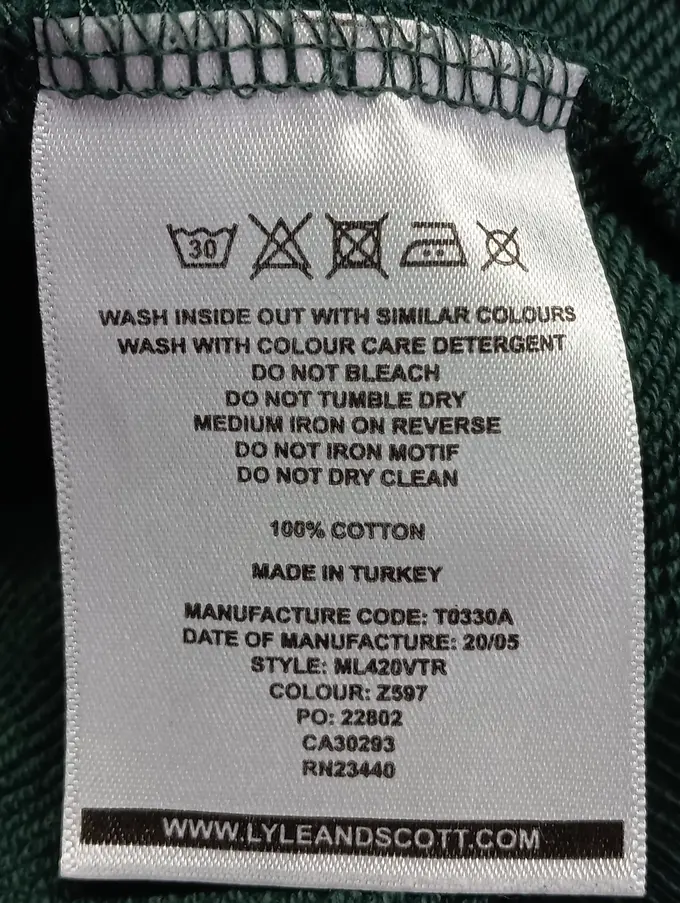 30
WASH INSIDE OUT WITH SIMILAR COLOURS
WASH WITH COLOUR CARE DETERGENT
DO NOT BLEACH
DO NOT TUMBLE DRY
MEDIUM IRON ON REVERSE
DO NOT IRON MOTIF
DO NOT DRY CLEAN
100% COTTON
MADE IN TURKEY
MANUFACTURE CODE: T0330A
DATE OF MANUFACTURE: 20/05
STYLE: ML420VTR
COLOUR: Z597
PO: 22802
CA30293
RN23440
WWW.LYLEANDSCOTT.COM